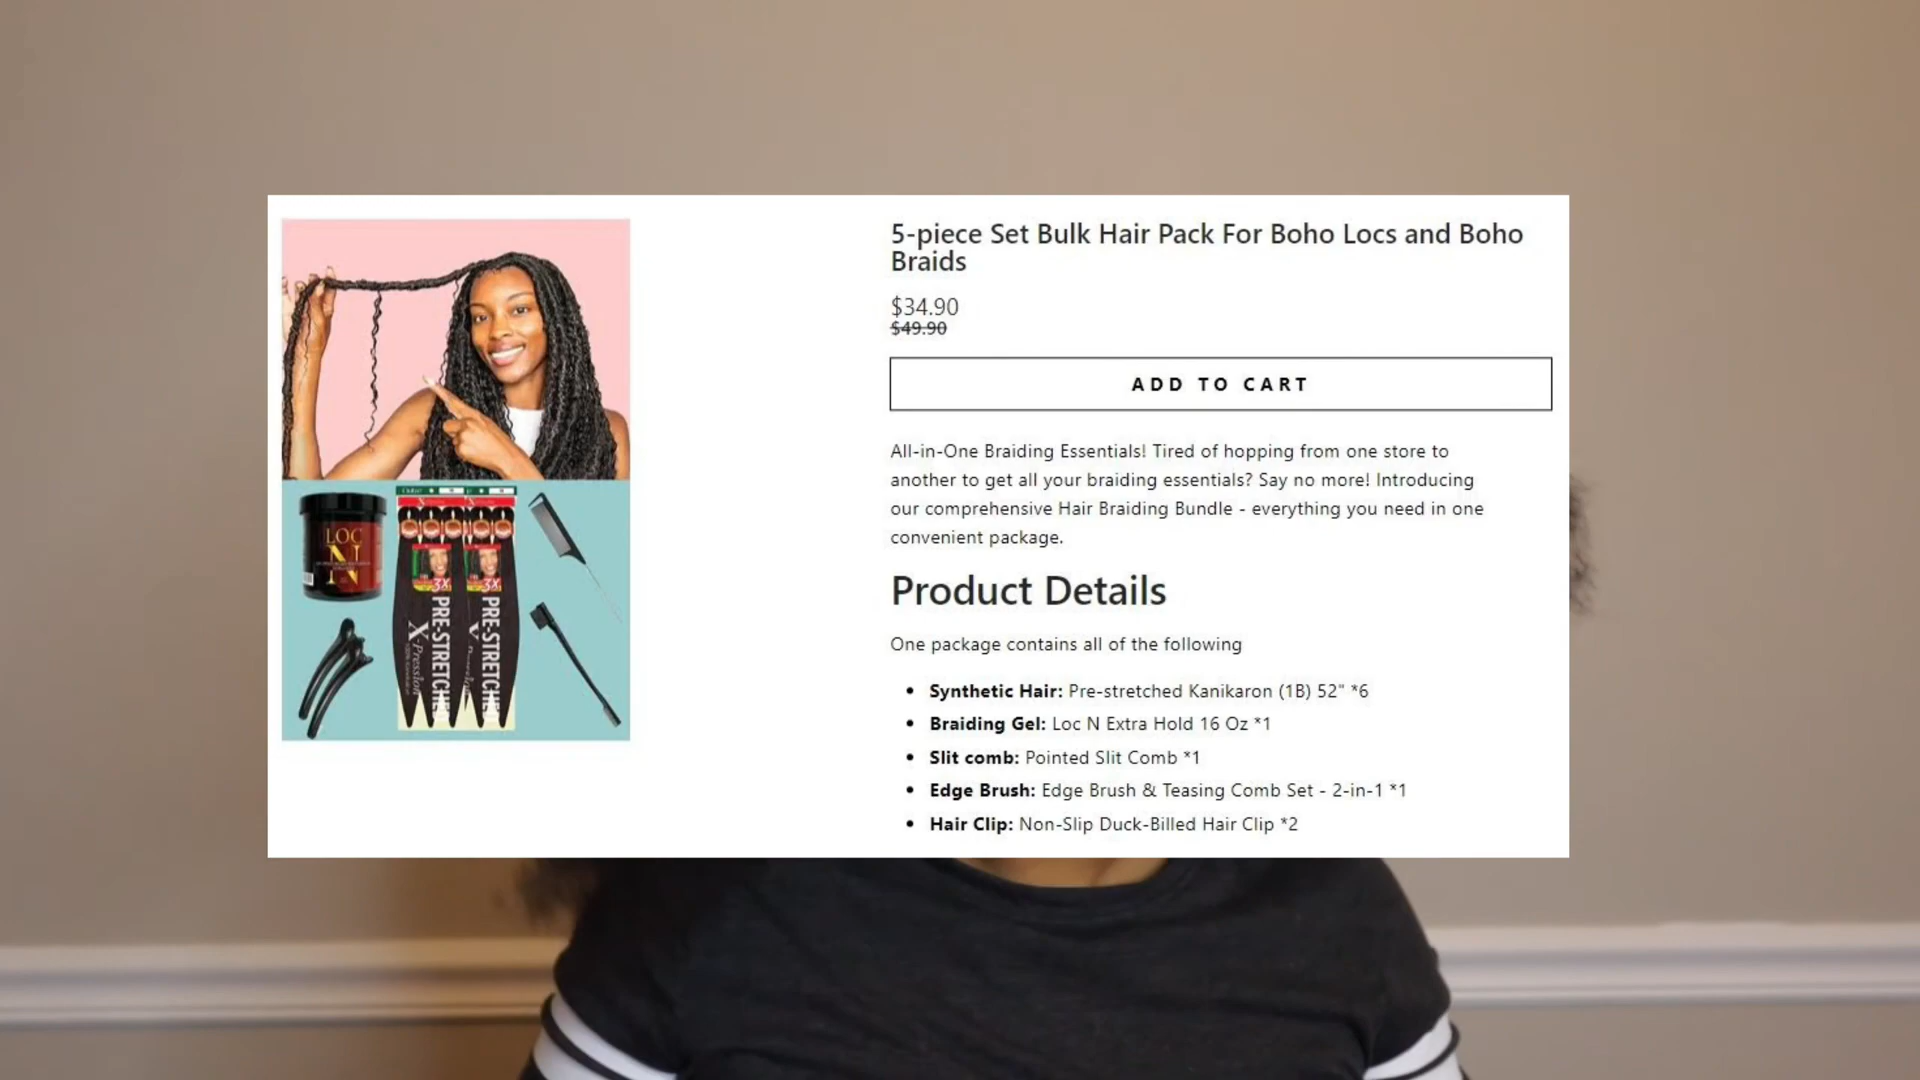 5-piece Set Bulk Hair Pack For Boho Locs and Boho
Braids
$34.90
$49.90
ADD TO CART
All-in-One Braiding Essentials! Tired of hopping from one store to
another to get all your braiding essentials? Say no more! Introducing
our comprehensive Hair Braiding Bundle - everything you need in one
convenient package.
Product Details
One package contains all of the following
• Synthetic Hair: Pre-stretched Kanikaron (1B) 52" *6
• Braiding Gel: Loc N Extra Hold 16 Oz *1
• Slit comb: Pointed Slit Comb *1
• Edge Brush: Edge Brush & Teasing Comb Set - 2-in-1 *1
• Hair Clip: Non-Slip Duck-Billed Hair Clip *2
LOC
N
3X
PRE-STRETCHED
X-Pression
3X
PRE-STRETCHED